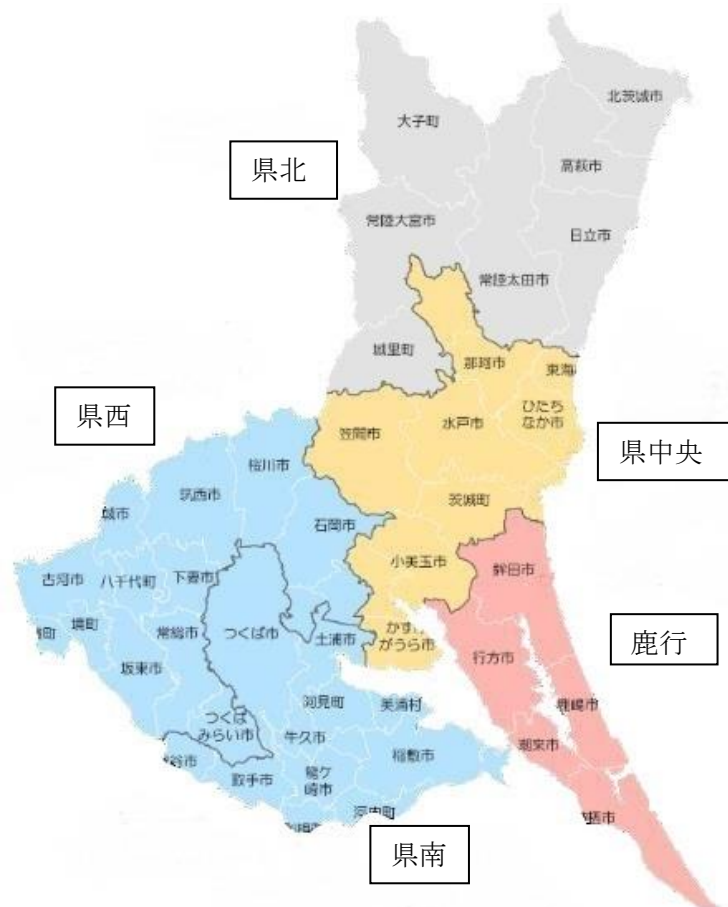 北茨城市
大子町
県北
高萩市
常陸大宮市
日立市
常陸太田市
城里町
那珂市
東海
県西
ひたち
なか市
笠間市
水戸市
県中央
桜川市
筑西市
茨城町
石岡市
城市
小美玉市
鉾田市
古河市
八千代町
下妻市
境町
常総市
つくば市
土浦市
かす
がうら市
鹿行
坂東市
行方市
阿見町
美浦村
鹿嶋市
つくば
みらい市
牛久市
潮来市
稲敷市
谷市
取手市
龍ケ
崎市
河内町
栖市
県南